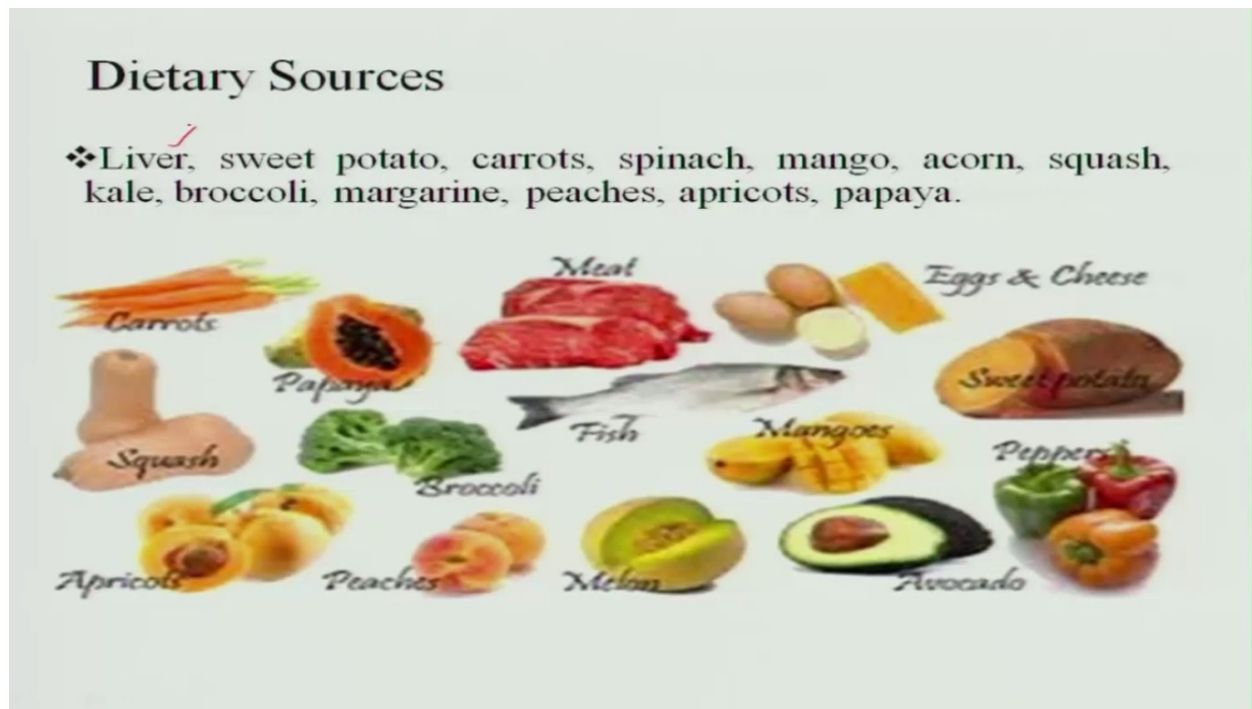 Dietary Sources
❖Liver, sweet potato, carrots, spinach, mango, acorn, squash,
kale, broccoli, margarine, peaches, apricots, papaya.
Meat
Eggs & Cheese
Carrots
Papaya
Sweet potato
Fish
Mangoes
Peppers
Squash
Broccoli
Apricots
Peaches
Melon
Avocado